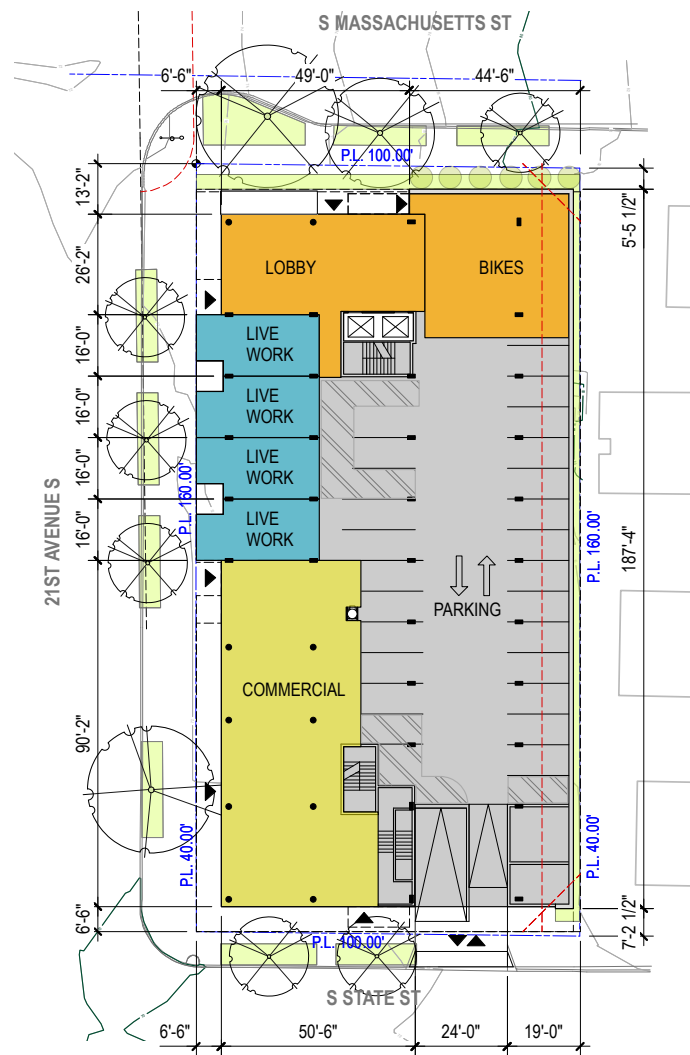 S MASSACHUSETTS ST
6'-6"
49'-0"
44'-6"
P.L. 100.00'
13'-2"
5'-5 1/2"
26'-2"
LOBBY
BIKES
16'-0"
LIVE
WORK
16'-0"
LIVE
WORK
16'-0"
LIVE
WORK
16'-0"
LIVE
WORK
P.L. 160.00'
21ST AVENUE S
P.L. 160.00'
187'-4"
PARKING
COMMERCIAL
90'-2"
P.L. 40.00'
P.L. 40.00'
6'-6"
7'-2 1/2"
P.L. 100.00'
S STATE ST
6'-6"
50'-6"
24'-0"
19'-0"